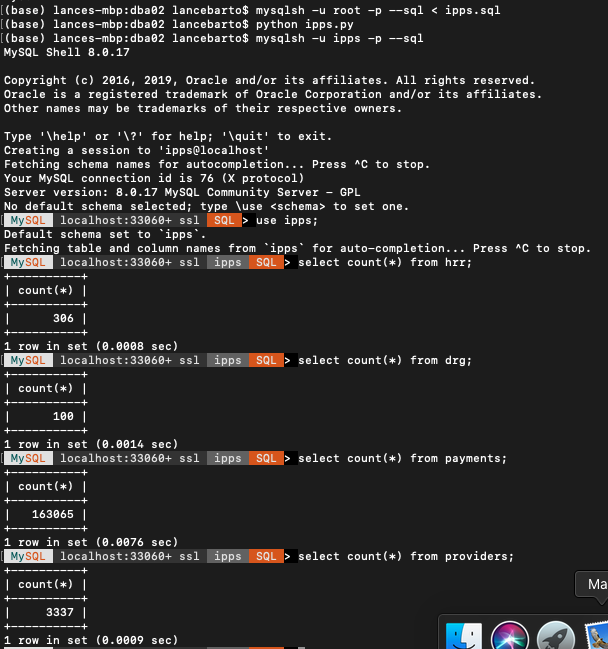 [(base) lances-mbp:dba02 lancebarto$ mysqlsh -u root -p --sql < ipps.sql
[(base) lances-mbp:dba02 lancebarto$ python ipps.py
[(base) lances-mbp:dba02 lancebarto$ mysqlsh -u ipps -p --sql
MySQL Shell 8.0.17
Copyright (c) 2016, 2019, Oracle and/or its affiliates. All rights reserved.
Oracle is a registered trademark of Oracle Corporation and/or its affiliates.
Other names may be trademarks of their respective owners.
Type '\help' or '\?' for help; '\quit' to exit.
Creating a session to 'ipps@localhost'
Fetching schema names for autocompletion... Press ^C to stop.
Your MySQL connection id is 76 (X protocol)
Server version: 8.0.17 MySQL Community Server - GPL
No default schema selected; type \use <schema> to set one.
[ MySQL  localhost:33060+ ssl  SQL > use ipps;
Default schema set to `ipps`.
Fetching table and column names from `ipps` for auto-completion... Press ^C to stop.
[ MySQL  localhost:33060+ ssl  ipps  SQL > select count(*) from hrr;
+----------+
| count(*) |
+----------+
|      306 |
+----------+
1 row in set (0.0008 sec)
[ MySQL  localhost:33060+ ssl  ipps  SQL > select count(*) from drg;
+----------+
| count(*) |
+----------+
|      100 |
+----------+
1 row in set (0.0014 sec)
[ MySQL  localhost:33060+ ssl  ipps  SQL > select count(*) from payments;
+----------+
| count(*) |
+----------+
|   163065 |
+----------+
1 row in set (0.0076 sec)
[ MySQL  localhost:33060+ ssl  ipps  SQL > select count(*) from providers;
+----------+
| count(*) |
+----------+
|     3337 |
+----------+
1 row in set (0.0009 sec)
Ma